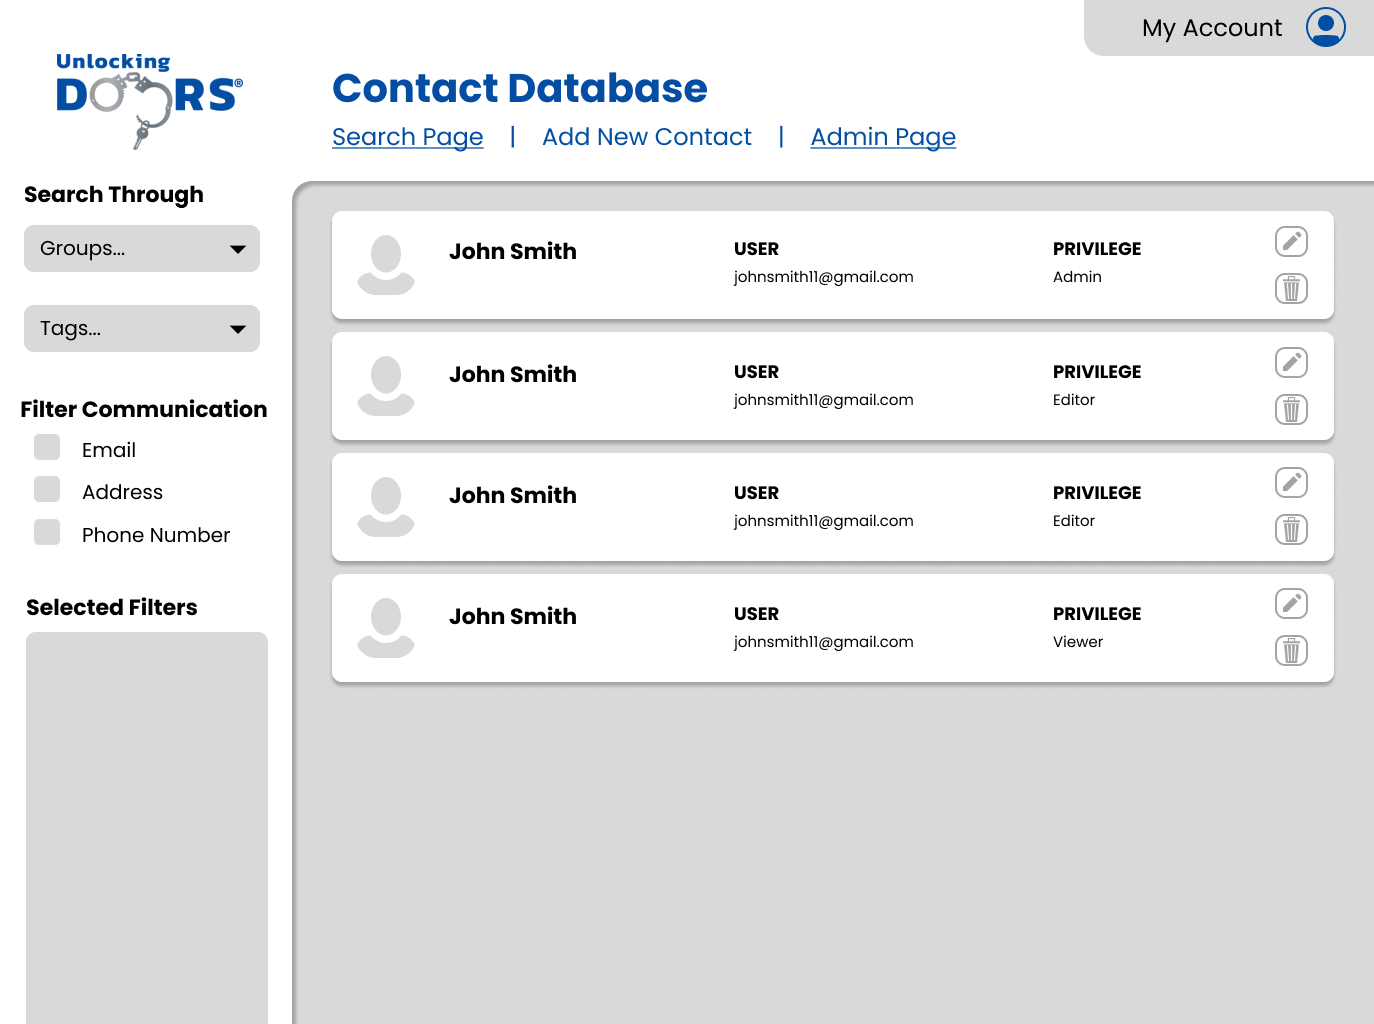 My Account
Unlocking
DOORS®
Contact Database
Search Page | Add New Contact | Admin Page
Search Through
Groups...
Tags...
Filter Communication
Email
Address
Phone Number
Selected Filters
John Smith USER PRIVILEGE
johnsmith11@gmail.com Admin
John Smith USER PRIVILEGE
johnsmith11@gmail.com Editor
John Smith USER PRIVILEGE
johnsmith11@gmail.com Editor
John Smith USER PRIVILEGE
johnsmith11@gmail.com Viewer